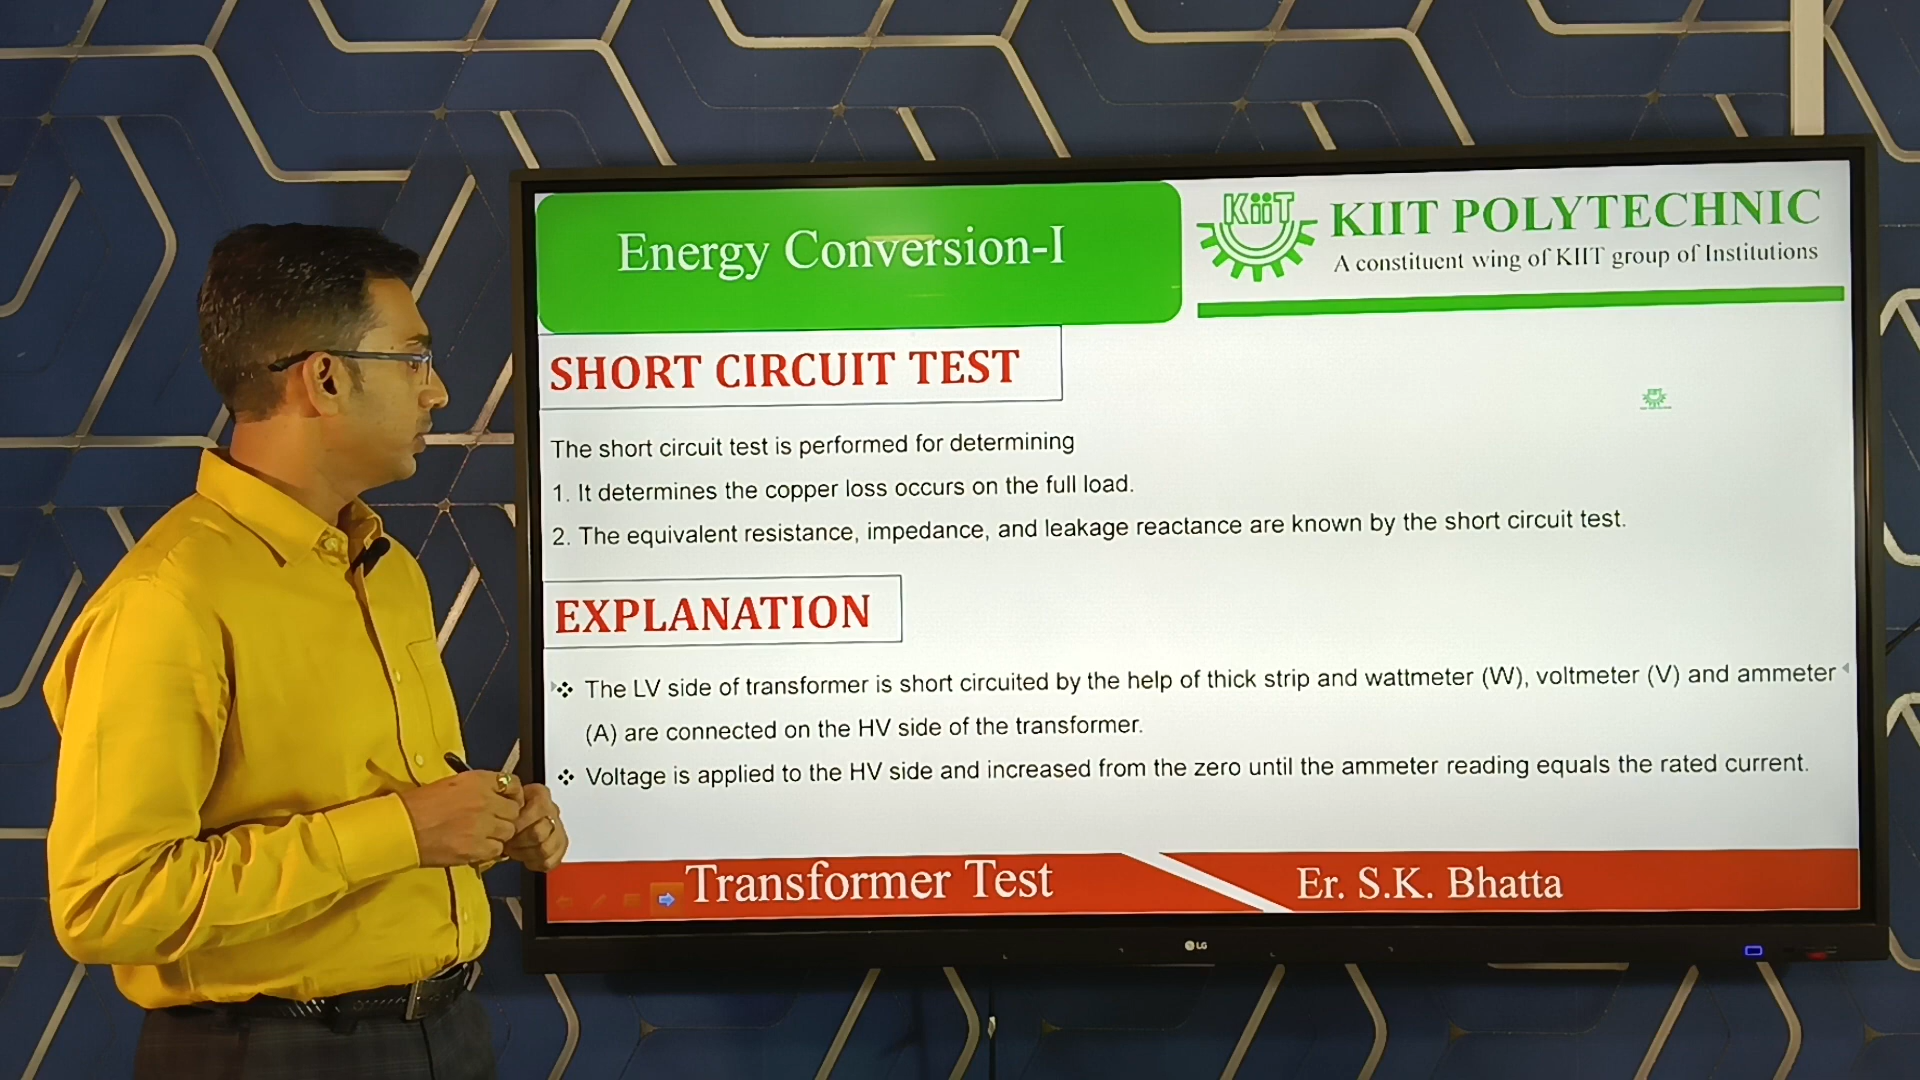 Energy Conversion-I
KiiT
KIIT POLYTECHNIC
A constituent wing of KIIT group of Institutions
SHORT CIRCUIT TEST
The short circuit test is performed for determining
1. It determines the copper loss occurs on the full load.
2. The equivalent resistance, impedance, and leakage reactance are known by the short circuit test.
EXPLANATION
❖ The LV side of transformer is short circuited by the help of thick strip and wattmeter (W), voltmeter (V) and ammeter
(A) are connected on the HV side of the transformer.
❖ Voltage is applied to the HV side and increased from the zero until the ammeter reading equals the rated current.
Transformer Test
Er. S.K. Bhatta
LG